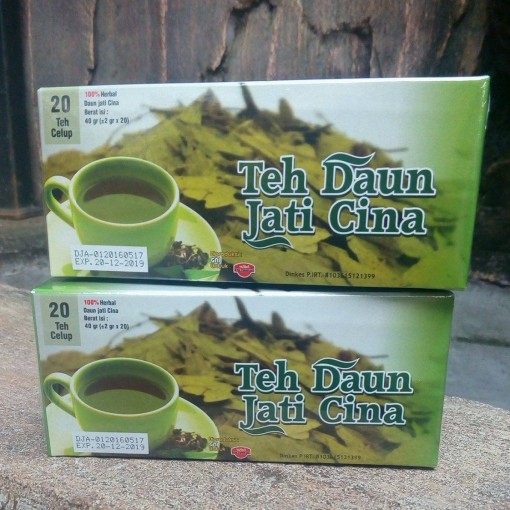 20
Teh
Celup
100% Herbal
Daun jati Cina
Berat isi :
40 gr (±2 gr x 20)
Teh Daun
Jati Cina
DJA-0120160517
EXP. 20-12-2019
20
Teh
Celup
100% Herbal
Daun jati Cina
Berat isi :
40 gr (±2 gr x 20)
Teh Daun
Jati Cina
DJA-0120160517
EXP. 20-12-2019